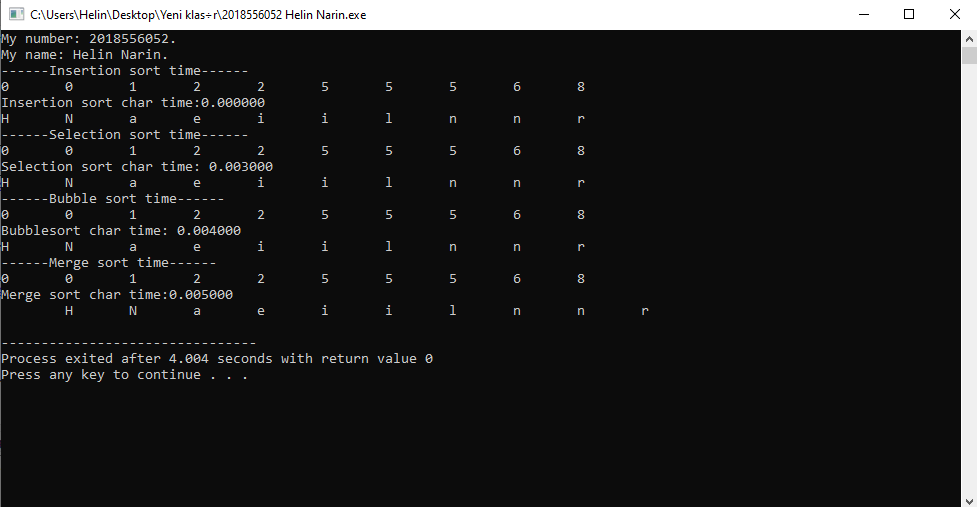 C:\Users\Helin\Desktop\Yeni klas÷r\2018556052 Helin Narin.exe
My number: 2018556052.
My name: Helin Narin.
------Insertion sort time------
0 0 1 2 2 5 5 5 6 8
Insertion sort char time:0.000000
H N a e i i l n n r
------Selection sort time------
0 0 1 2 2 5 5 5 6 8
Selection sort char time: 0.003000
H N a e i i l n n r
------Bubble sort time------
0 0 1 2 2 5 5 5 6 8
Bubblesort char time: 0.004000
H N a e i i l n n r
------Merge sort time------
0 0 1 2 2 5 5 5 6 8
Merge sort char time:0.005000
H N a e i i l n n r
--------------------------------
Process exited after 4.004 seconds with return value 0
Press any key to continue . . .